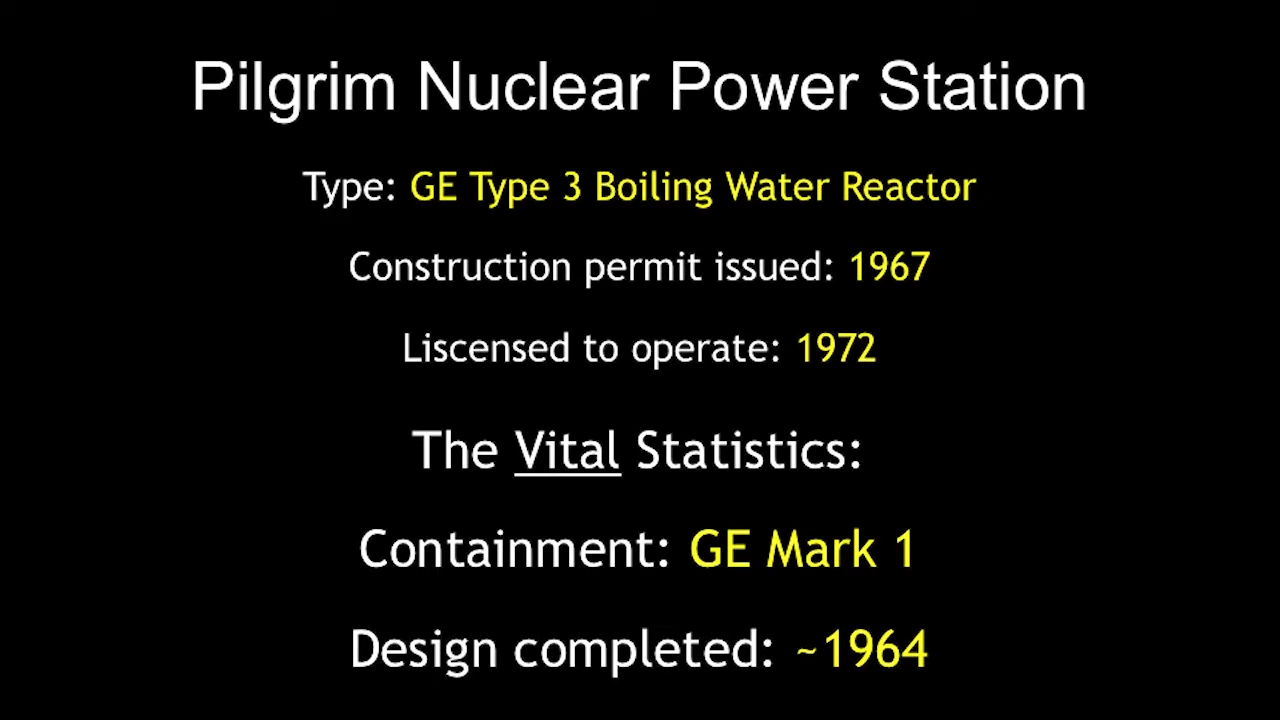 Pilgrim Nuclear Power Station
Type: GE Type 3 Boiling Water Reactor
Construction permit issued: 1967
Liscensed to operate: 1972
The Vital Statistics:
Containment: GE Mark 1
Design completed: ~1964